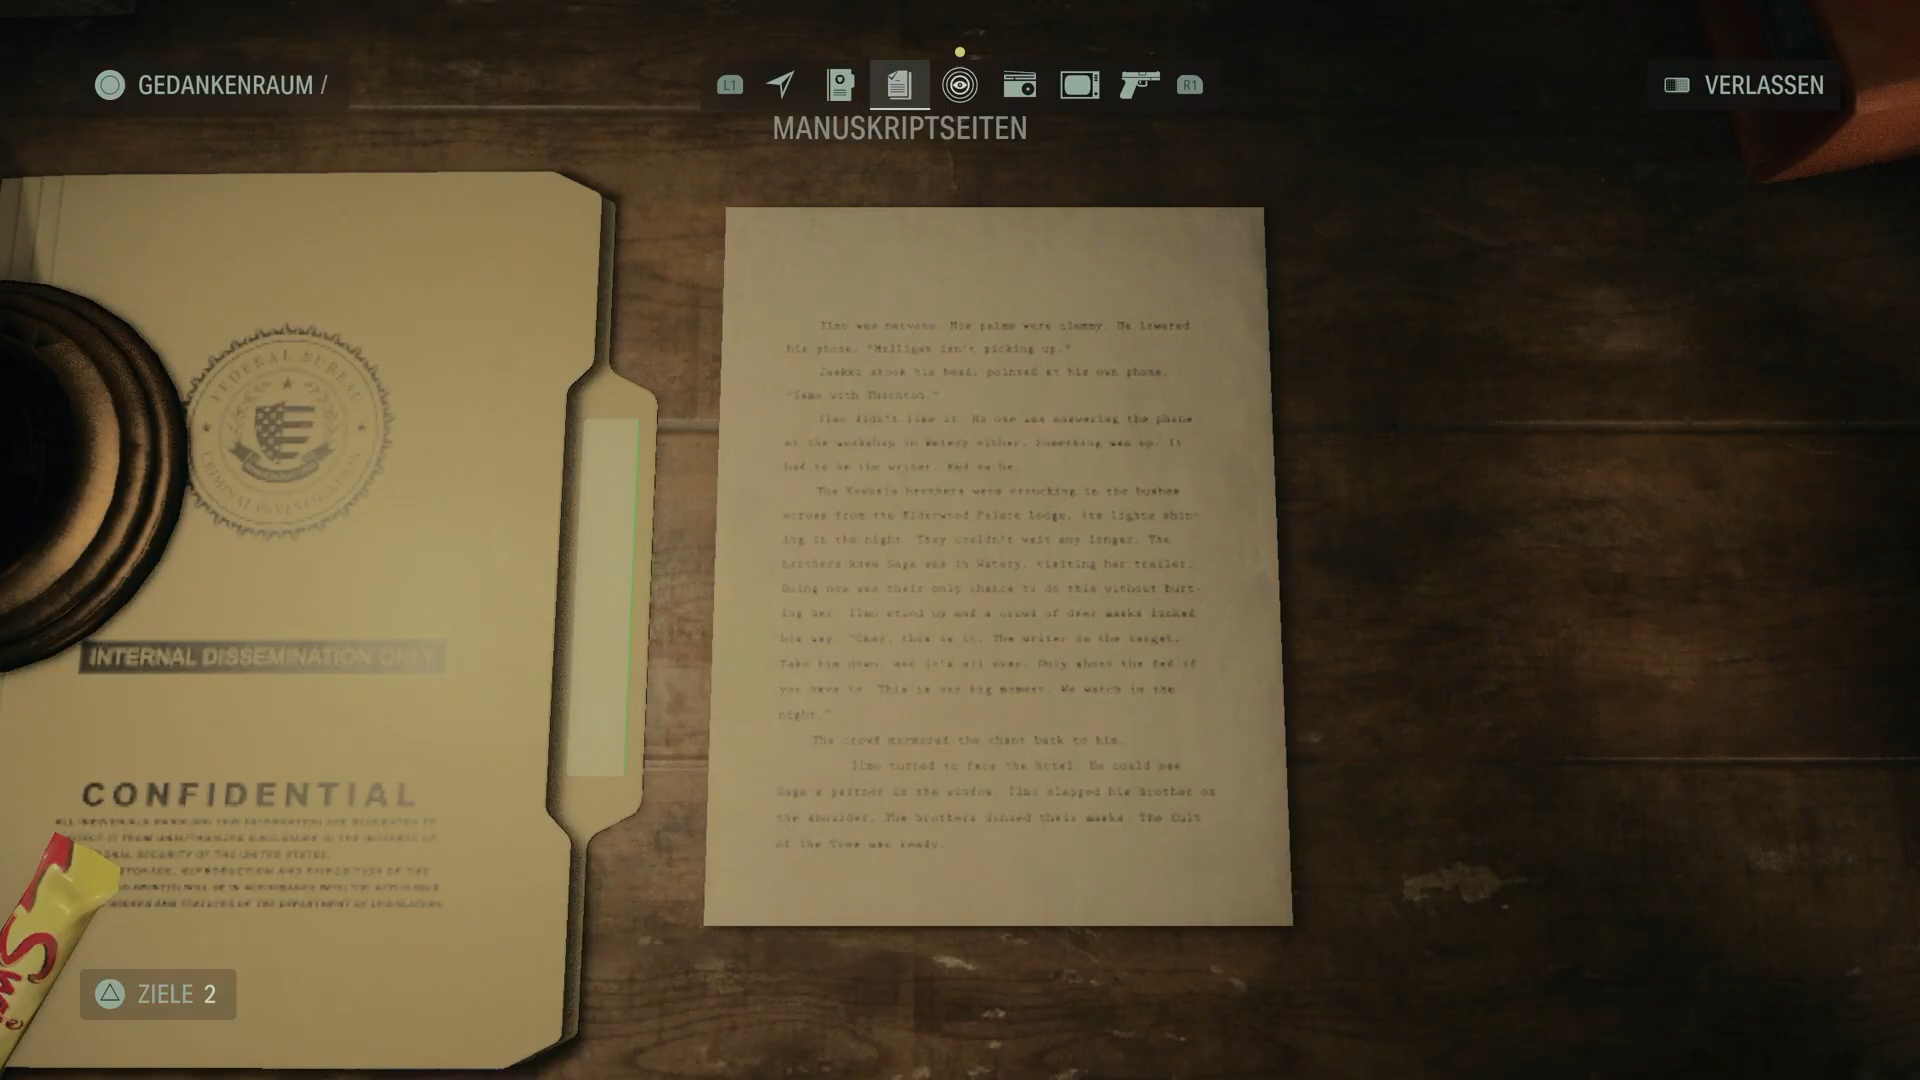 GEDANKENRAUM /
L1
R1
VERLASSEN
MANUSKRIPTSEITEN
FEDERAL BUREAU
CRIMINAL INVESTIGATION
INTERNAL DISSEMINATION ONLY
CONFIDENTIAL
Ilmo was nervous. His palms were clammy. He lowered
his phone. "Mulligan isn't picking up."
Jaakko shook his head, pointed at his own phone.
"Same with Thornton."
Ilmo didn't like it. No one was answering the phone
at the workshop in Watery either. Something was up. It
had to be the writer. Had to be.
The Koskela brothers were crouching in the bushes
across from the Elderwood Palace Lodge, its lights shin-
ing in the night. They couldn't wait any longer. The
brothers knew Saga was in Watery, visiting her trailer.
Going now was their only chance to do this without hurt-
ing her. Ilmo stood up and a crowd of deer masks looked
his way. "Okay, this is it. The writer is the target.
Take him down, and it's all over. Only shoot the Fed if
you have to. This is our big moment. We watch in the
night."
The crowd murmured the chant back to him.
Ilmo turned to face the hotel. He could see
Saga's partner in the window. Ilmo slapped his brother on
the shoulder. The brothers donned their masks. The Cult
of the Tree was ready.
ZIELE 2